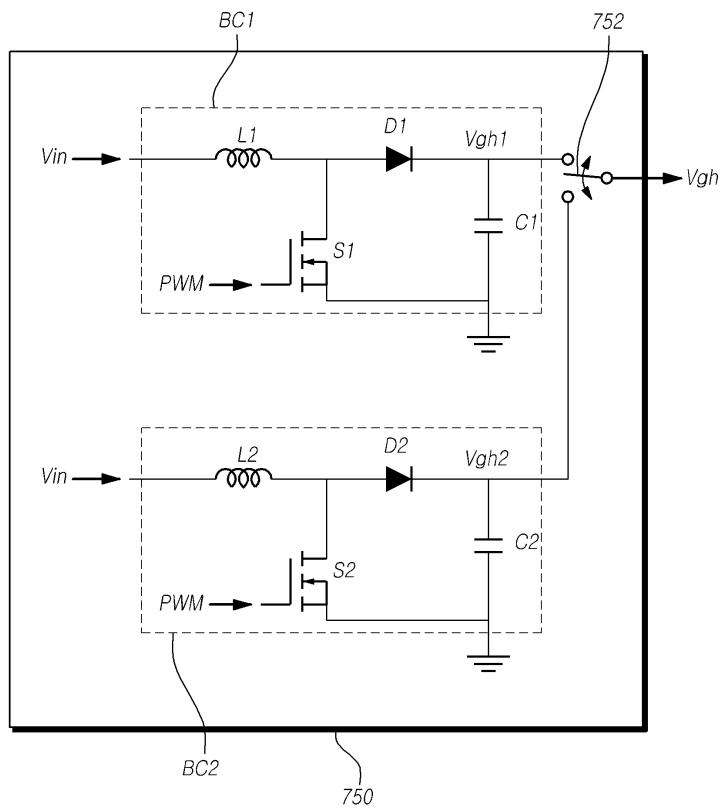 BC1
752
L1
D1
Vgh1
Vin
Vgh
C1
S1
PWM
L2
D2
Vgh2
Vin
C2
S2
PWM
BC2
750